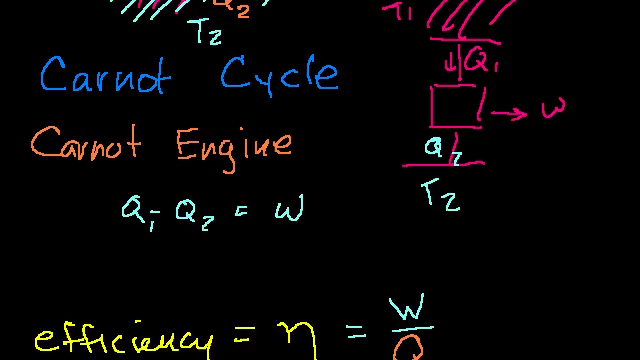 Q2
T2
T1
Q1
Carnot Cycle
W
Carnot Engine
Q2
T2
Q1 - Q2 = W
efficiency = η = W/Q